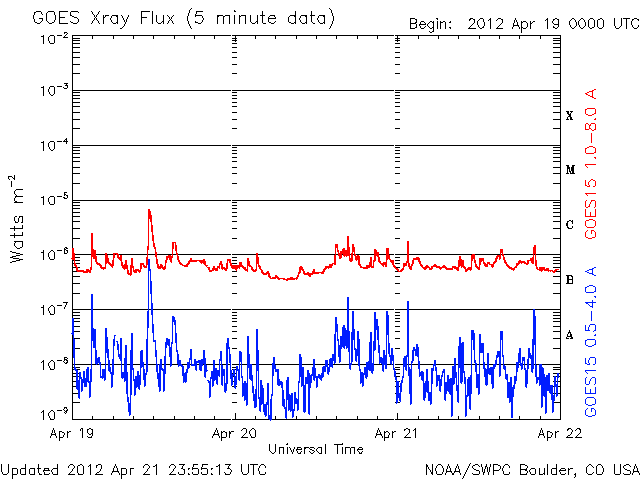 GOES Xray Flux (5 minute data)
Begin: 2012 Apr 19 0000 UTC
10⁻²
10⁻³
10⁻⁴
10⁻⁵
10⁻⁶
10⁻⁷
10⁻⁸
10⁻⁹
Watts m⁻²
X
M
C
B
A
GOES15 1.0-8.0 A
GOES15 0.5-4.0 A
Apr 19
Apr 20
Apr 21
Apr 22
Universal Time
Updated 2012 Apr 21 23:55:13 UTC
NOAA/SWPC Boulder, CO USA